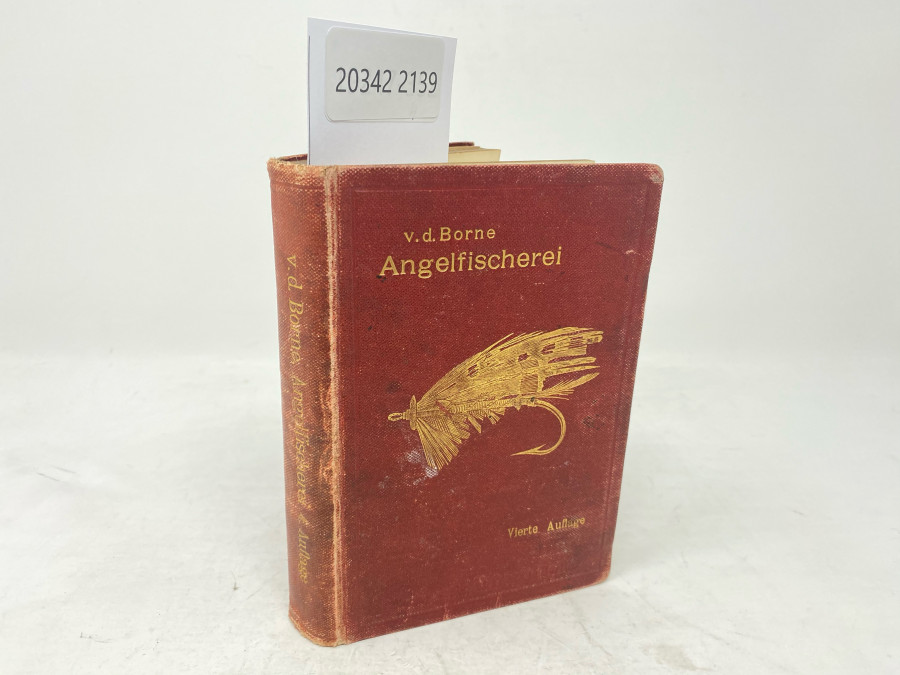 20342 2139
v.d.Borne
Angelfischerei
Vierte Auflage
v. d. Borne, Angelfischerei 4. Auflage